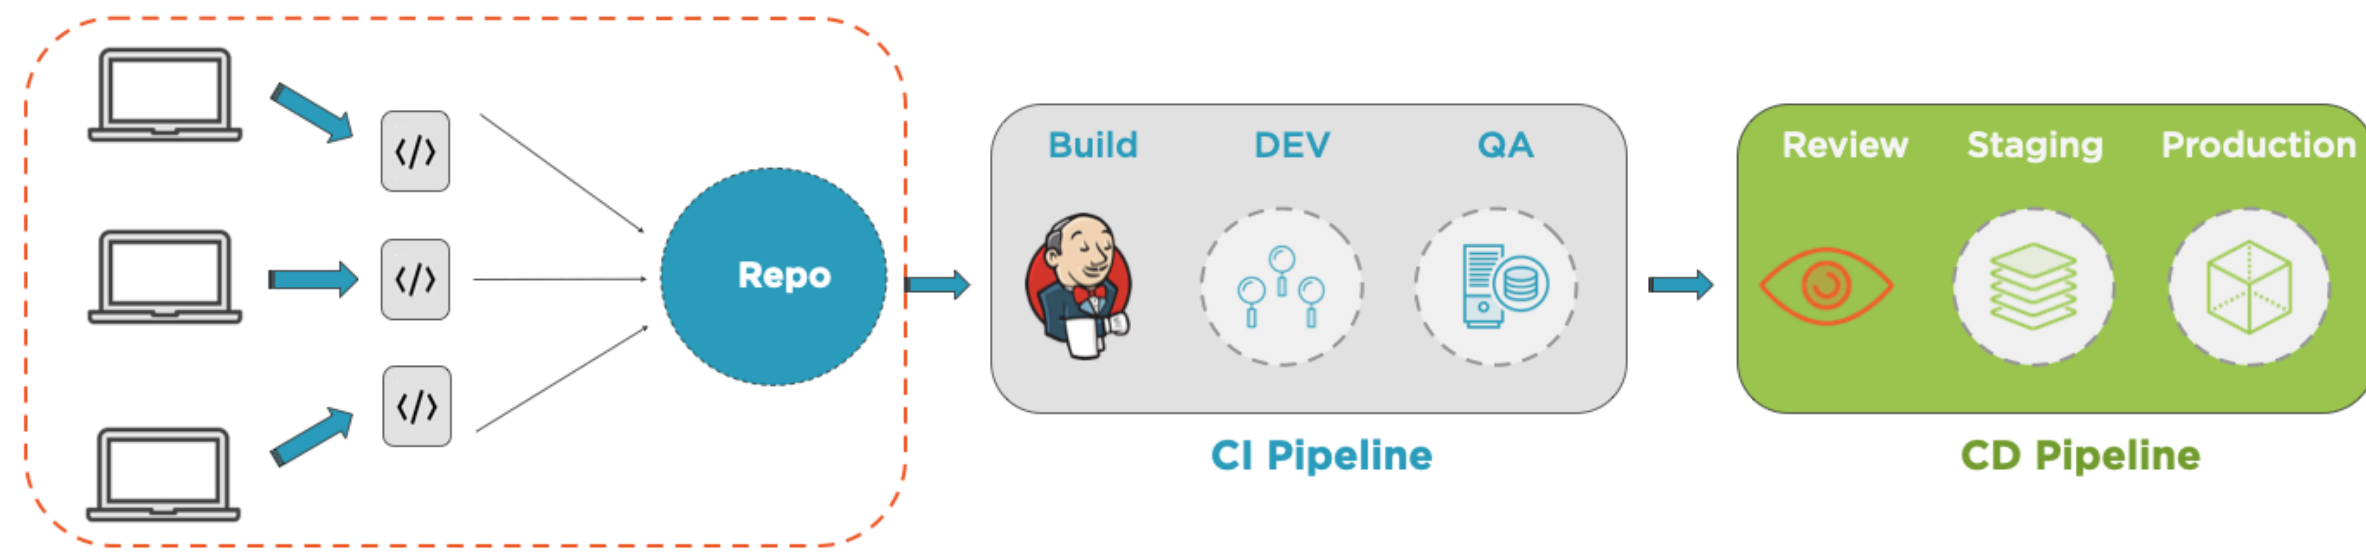 </>
</>
</>
Repo
Build
DEV
QA
CI Pipeline
Review
Staging
Production
CD Pipeline